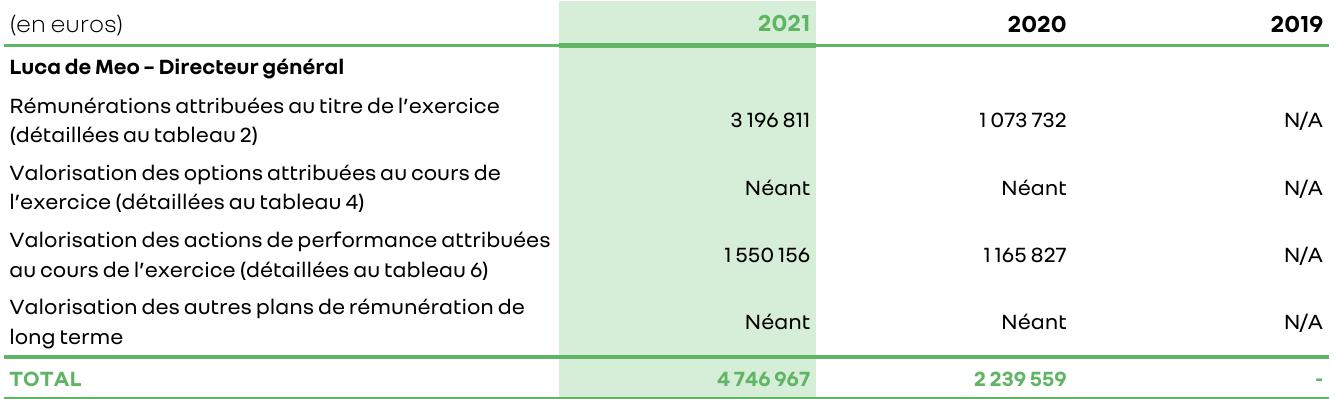 (en euros) 2021 2020 2019
Luca de Meo – Directeur général
Rémunérations attribuées au titre de l'exercice
(détaillées au tableau 2) 3 196 811 1 073 732 N/A
Valorisation des options attribuées au cours de
l'exercice (détaillées au tableau 4) Néant Néant N/A
Valorisation des actions de performance attribuées
au cours de l'exercice (détaillées au tableau 6) 1 550 156 1 165 827 N/A
Valorisation des autres plans de rémunération de
long terme Néant Néant N/A
TOTAL 4 746 967 2 239 559 -